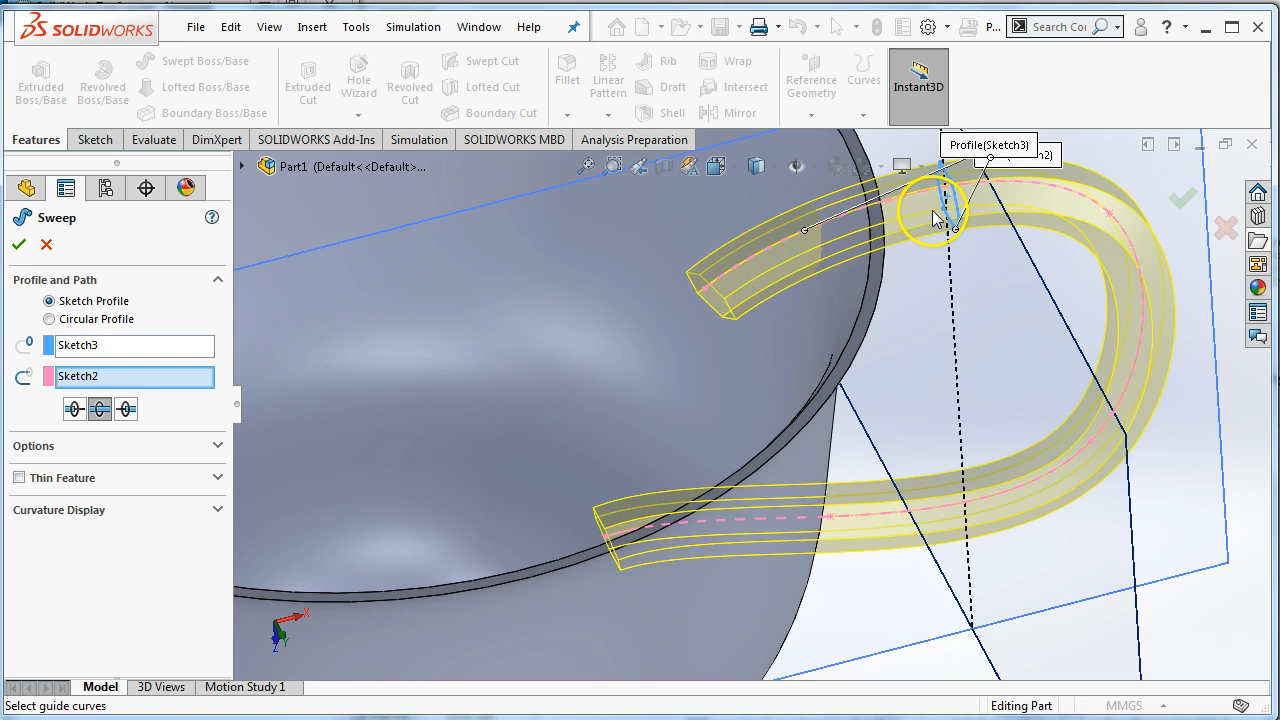 SOLIDWORKS
File Edit View Insert Tools Simulation Window Help
P...
Search Co
?
Extruded Boss/Base
Revolved Boss/Base
Swept Boss/Base
Lofted Boss/Base
Boundary Boss/Base
Extruded Cut
Hole Wizard
Revolved Cut
Swept Cut
Lofted Cut
Boundary Cut
Fillet
Linear Pattern
Rib
Draft
Shell
Wrap
Intersect
Mirror
Reference Geometry
Curves
Instant3D
Features Sketch Evaluate DimXpert SOLIDWORKS Add-Ins Simulation SOLIDWORKS MBD Analysis Preparation
Part1 (Default<<Default>...
Profile(Sketch3)
h2)
Sweep
?
Profile and Path
Sketch Profile
Circular Profile
Sketch3
Sketch2
Options
Thin Feature
Curvature Display
X
Y
Z
Model 3D Views Motion Study 1
Select guide curves
Editing Part
MMGS